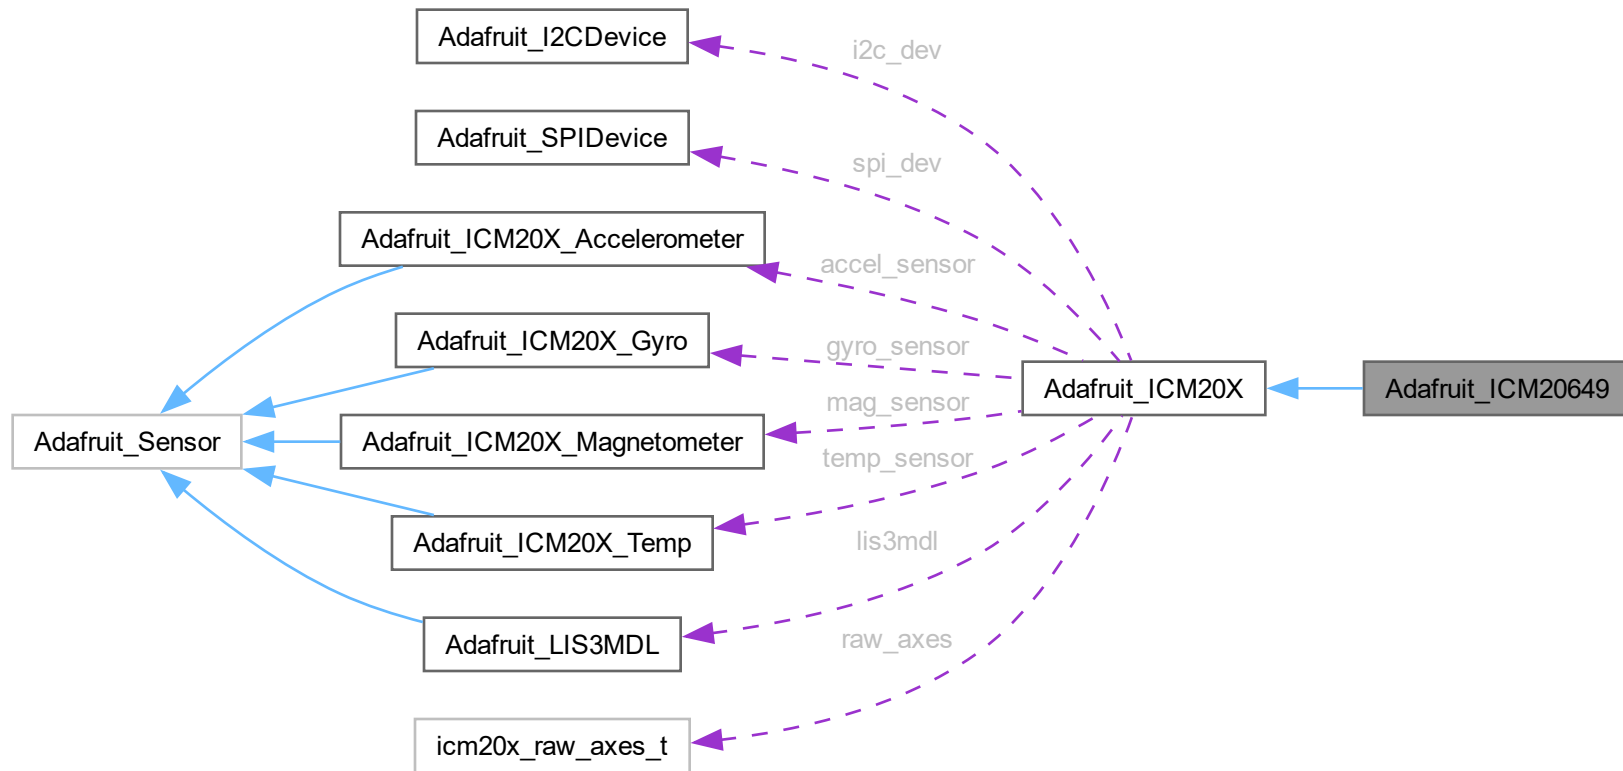 Adafruit_I2CDevice
i2c_dev
Adafruit_SPIDevice
spi_dev
Adafruit_ICM20X_Accelerometer
accel_sensor
Adafruit_ICM20X_Gyro
gyro_sensor
Adafruit_ICM20X
Adafruit_ICM20649
mag_sensor
Adafruit_Sensor
Adafruit_ICM20X_Magnetometer
temp_sensor
Adafruit_ICM20X_Temp
lis3mdl
Adafruit_LIS3MDL
raw_axes
icm20x_raw_axes_t